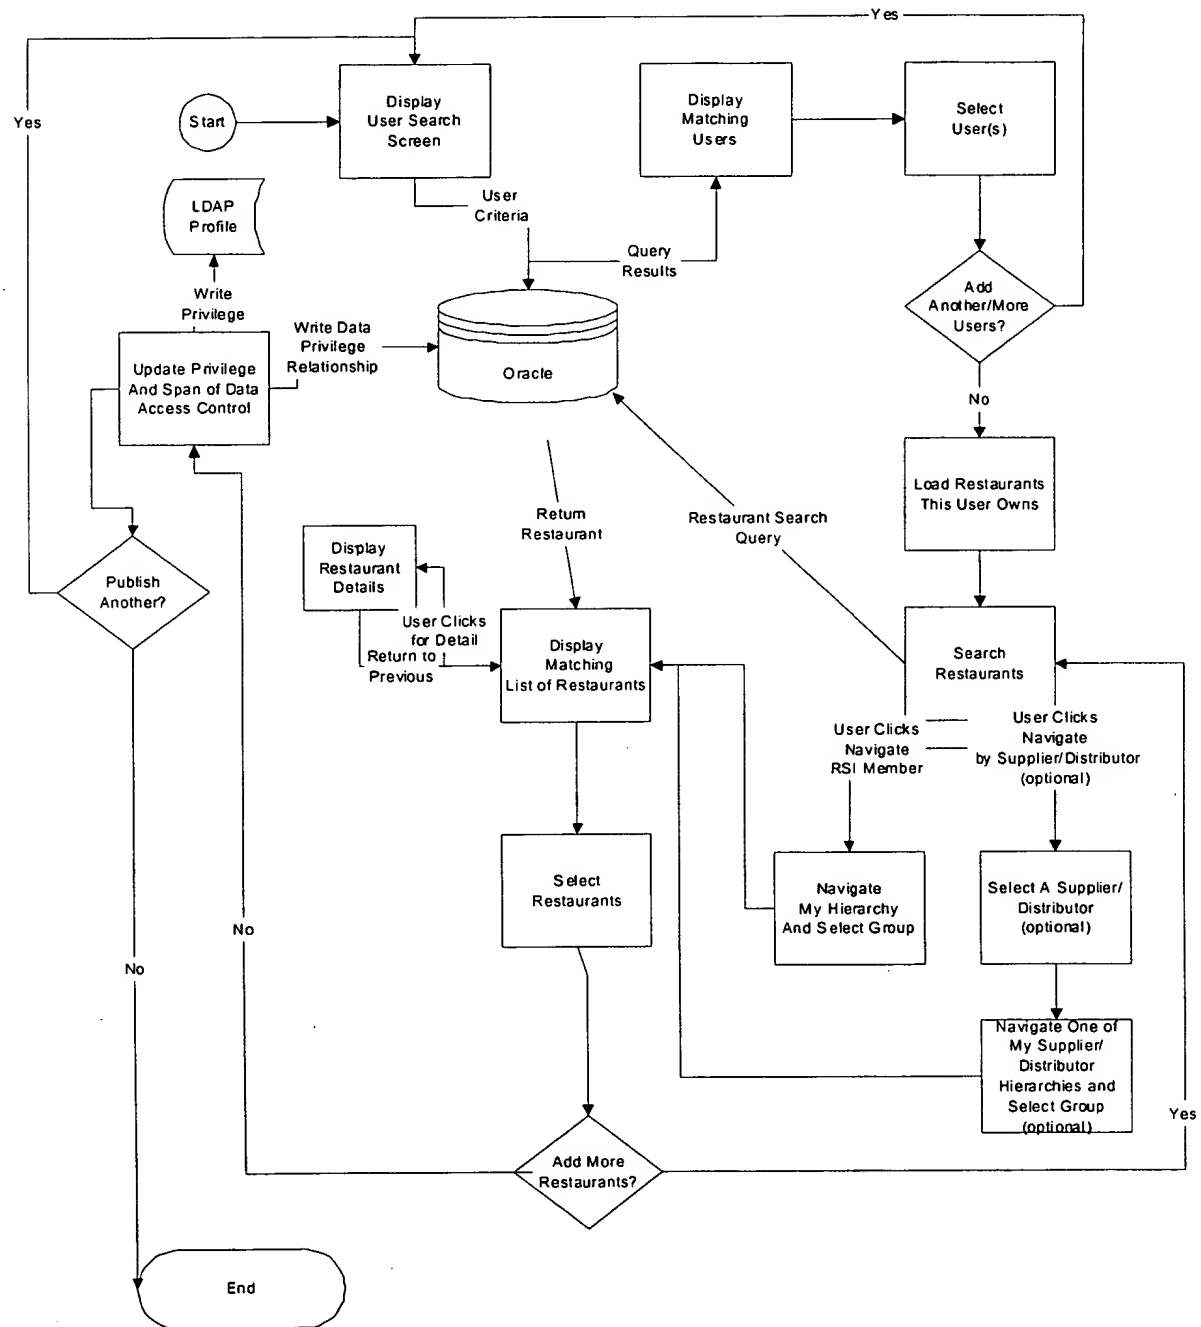 Yes
Yes
Start
Display
User Search
Screen
Display
Matching
Users
Select
User(s)
LDAP
Profile
User
Criteria
Query
Results
Write
Privilege
Write Data
Privilege
Relationship
Add
Another/More
Users?
Update Privilege
And Span of Data
Access Control
Oracle
No
Load Restaurants
This User Owns
Return
Restaurant
Restaurant Search
Query
Display
Restaurant
Details
Publish
Another?
User Clicks
for Detail
Return to
Previous
Display
Matching
List of Restaurants
Search
Restaurants
User Clicks
Navigate
RSI Member
User Clicks
Navigate
by Supplier/Distributor
(optional)
Select
Restaurants
Navigate
My Hierarchy
And Select Group
Select A Supplier/
Distributor
(optional)
No
No
Navigate One of
My Supplier/
Distributor
Hierarchies and
Select Group
(optional)
Yes
Add More
Restaurants?
End